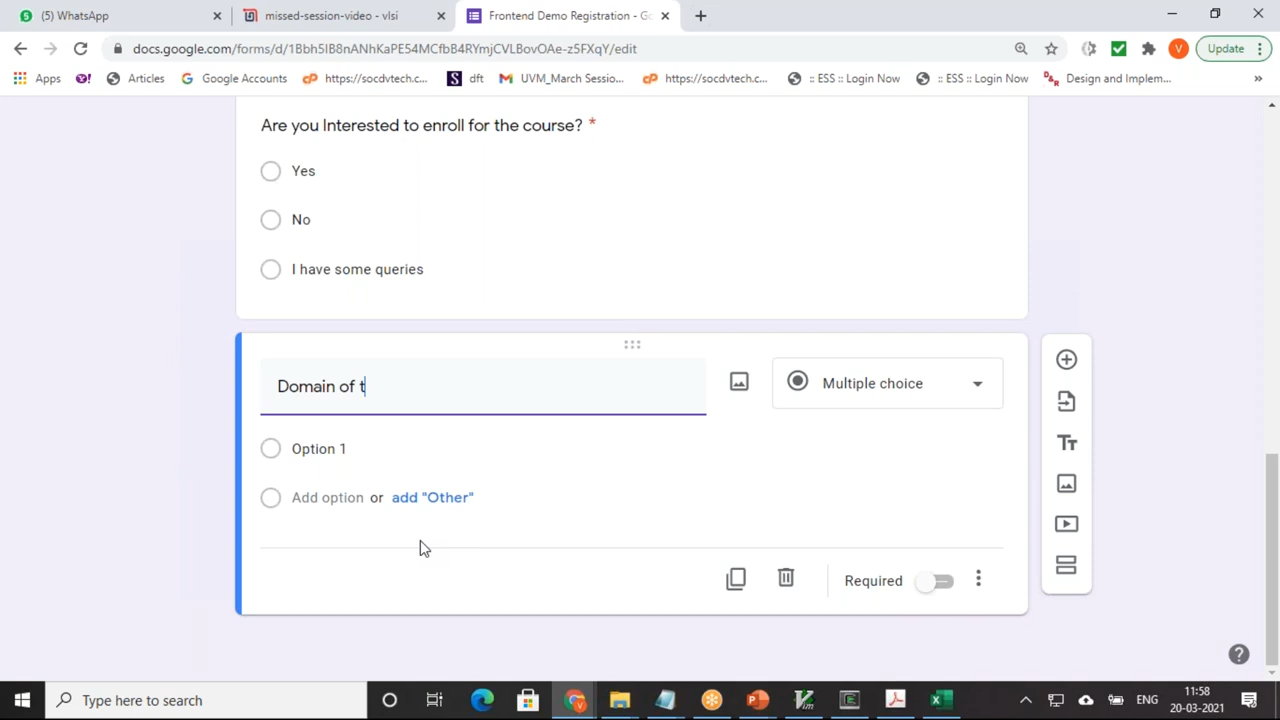 (5) WhatsApp
missed-session-video - vlsi
Frontend Demo Registration - Go
docs.google.com/forms/d/1Bbh5IB8nANhKaPE54MCfbB4RYmjCVLBovOAe-z5FXqY/edit
V
Update
Apps
Articles
Google Accounts
https://socdvtech.c...
dft
UVM_March Sessio...
https://socdvtech.c...
:: ESS :: Login Now
:: ESS :: Login Now
Design and Implem...
»
Are you Interested to enroll for the course? *
Yes
No
I have some queries
Domain of t
Multiple choice
Option 1
Add option or add "Other"
Required
Type here to search
ENG
11:58
20-03-2021